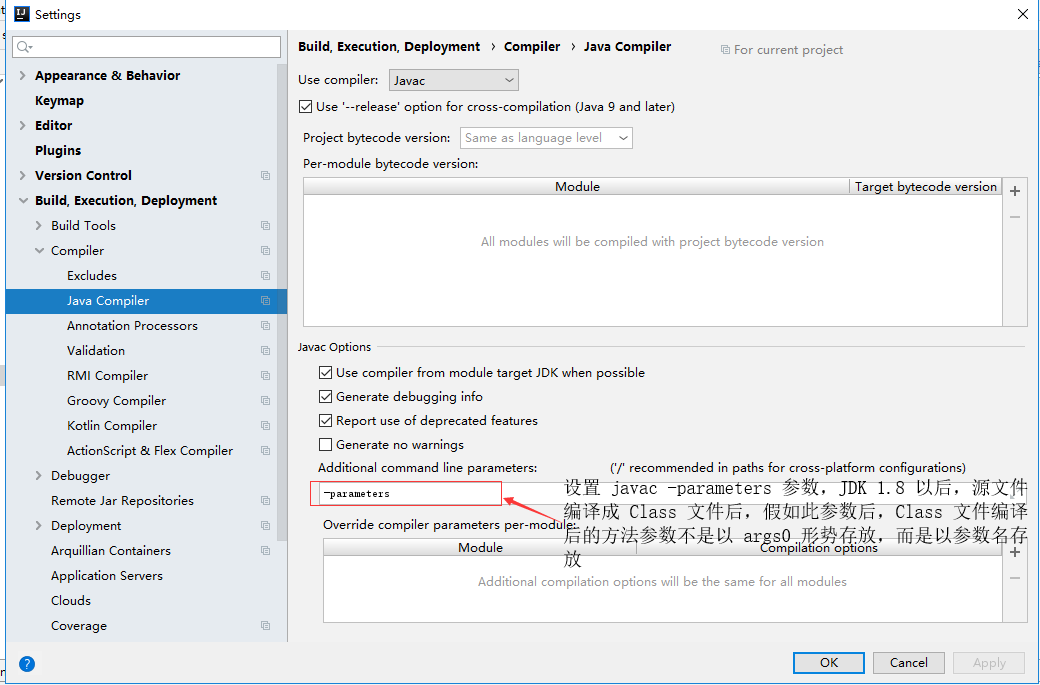 Settings
Build, Execution, Deployment › Compiler › Java Compiler
For current project
Appearance & Behavior
Keymap
Editor
Plugins
Version Control
Build, Execution, Deployment
Build Tools
Compiler
Excludes
Java Compiler
Annotation Processors
Validation
RMI Compiler
Groovy Compiler
Kotlin Compiler
ActionScript & Flex Compiler
Debugger
Remote Jar Repositories
Deployment
Arquillian Containers
Application Servers
Clouds
Coverage
Use compiler: Javac
Use '--release' option for cross-compilation (Java 9 and later)
Project bytecode version: Same as language level
Per-module bytecode version:
Module Target bytecode version
All modules will be compiled with project bytecode version
Javac Options
Use compiler from module target JDK when possible
Generate debugging info
Report use of deprecated features
Generate no warnings
Additional command line parameters: ('/' recommended in paths for cross-platform configurations)
-parameters
设置 javac -parameters 参数，JDK 1.8 以后，源文件
编译成 Class 文件后，假如此参数后，Class 文件编译
后的方法参数不是以 args0 形势存放，而是以参数名存
放
Override compiler parameters per-module:
Module Compilation options
Additional compilation options will be the same for all modules
?
OK Cancel Apply